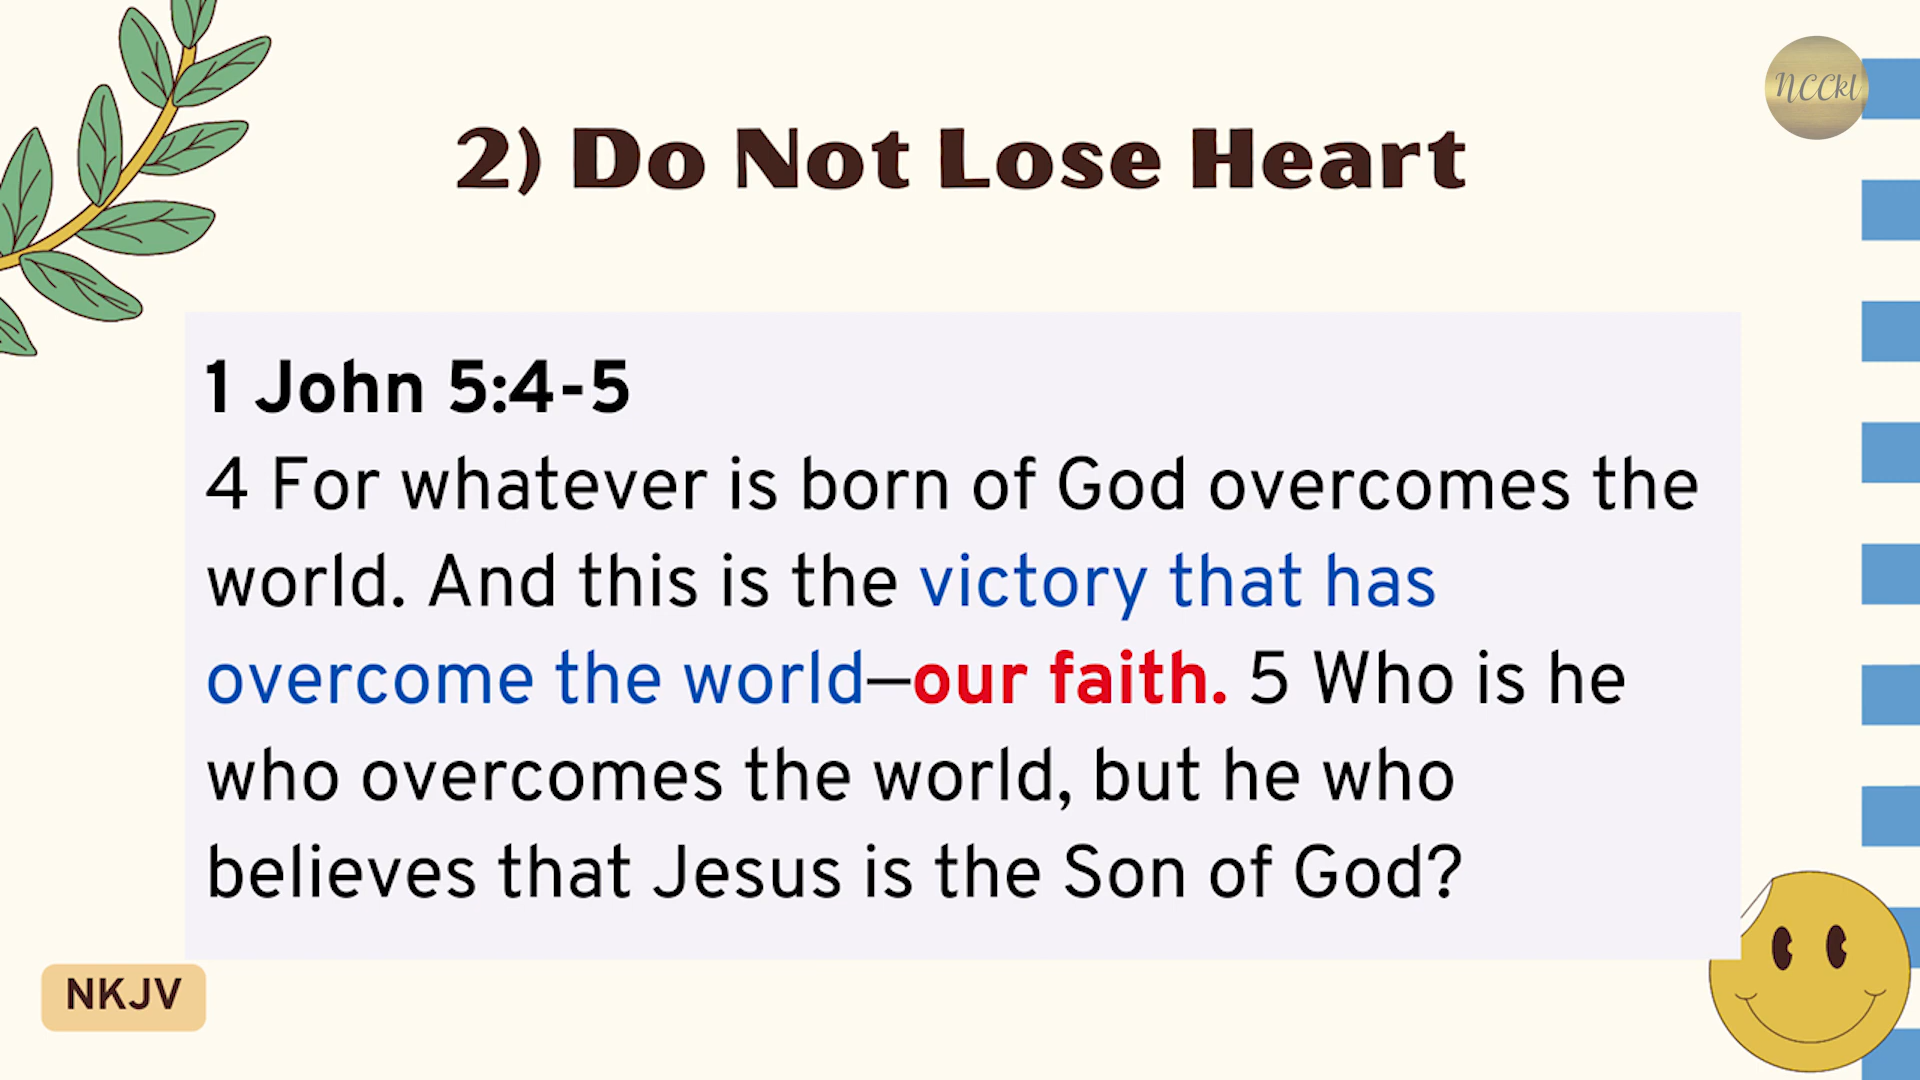 NCCkl
2) Do Not Lose Heart
1 John 5:4-5
4 For whatever is born of God overcomes the
world. And this is the victory that has
overcome the world—our faith. 5 Who is he
who overcomes the world, but he who
believes that Jesus is the Son of God?
NKJV